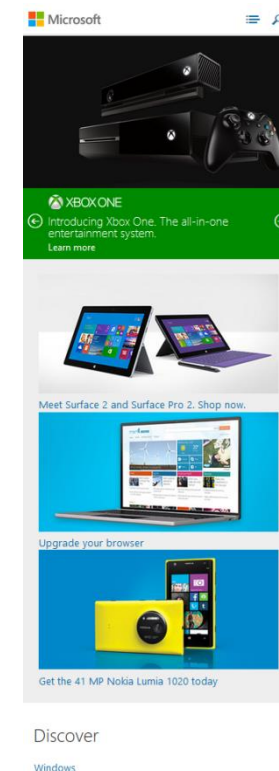 Microsoft
XBOX ONE
Introducing Xbox One. The all-in-one
entertainment system.
Learn more
Meet Surface 2 and Surface Pro 2. Shop now.
Upgrade your browser
Get the 41 MP Nokia Lumia 1020 today
Discover
Windows